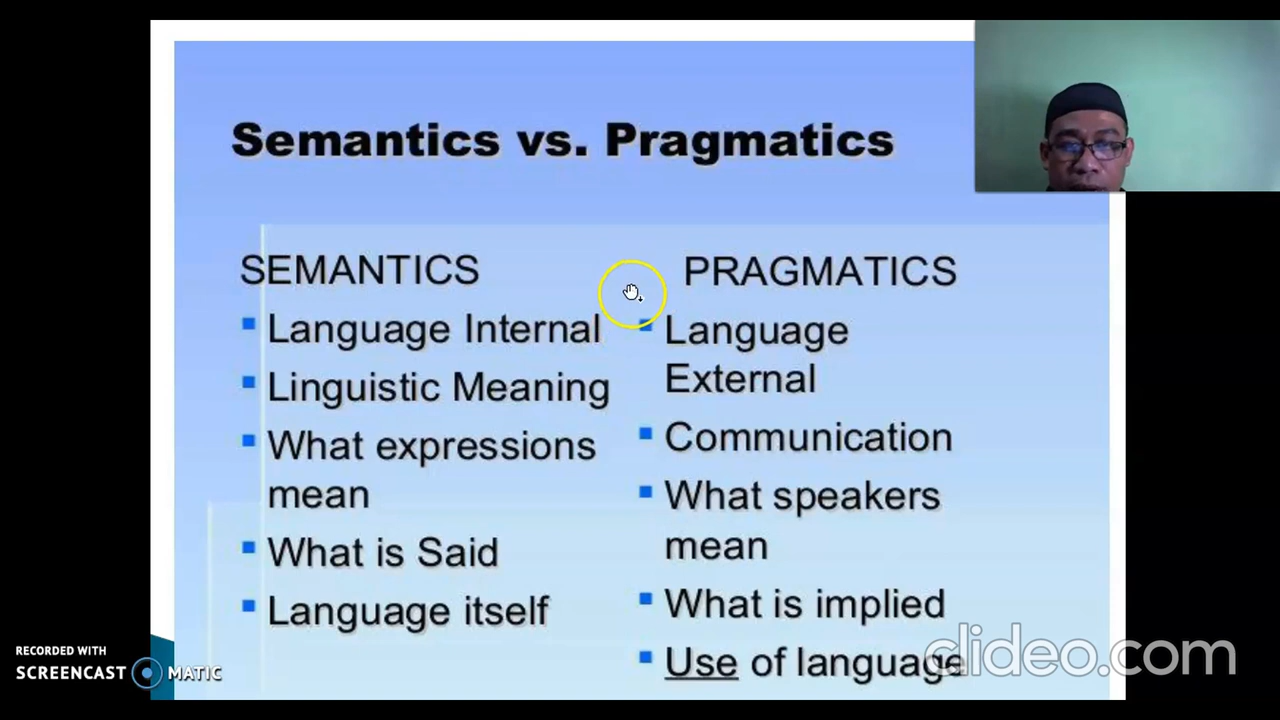 Semantics vs. Pragmatics
SEMANTICS
Language Internal
Linguistic Meaning
What expressions
mean
What is Said
Language itself
PRAGMATICS
Language
External
Communication
What speakers
mean
What is implied
Use of language
RECORDED WITH
SCREENCAST MATIC
clideo.com